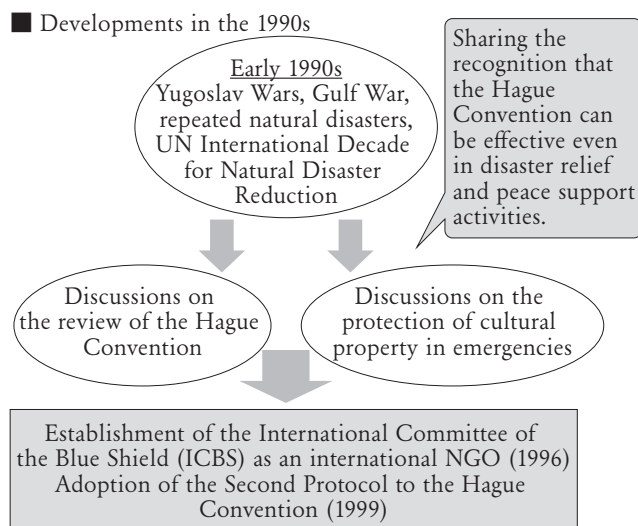 ■ Developments in the 1990s
Early 1990s
Yugoslav Wars, Gulf War,
repeated natural disasters,
UN International Decade
for Natural Disaster
Reduction
Sharing the
recognition that
the Hague
Convention can
be effective even
in disaster relief
and peace support
activities.
Discussions on
the review of the Hague
Convention
Discussions on the
protection of cultural
property in emergencies
Establishment of the International Committee of
the Blue Shield (ICBS) as an international NGO (1996)
Adoption of the Second Protocol to the Hague
Convention (1999)